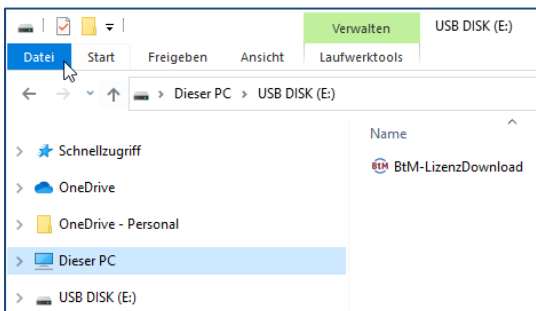 Verwalten USB DISK (E:)
Datei Start Freigeben Ansicht Laufwerktools
Dieser PC > USB DISK (E:)
Name
Schnellzugriff
BtM BtM-LizenzDownload
OneDrive
OneDrive - Personal
Dieser PC
USB DISK (E:)